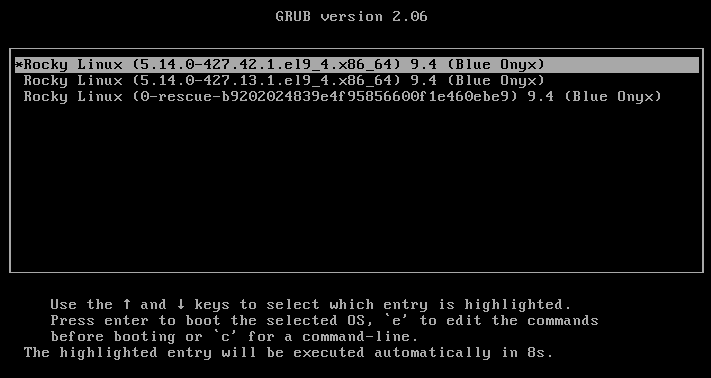 GRUB version 2.06
*Rocky Linux (5.14.0-427.42.1.el9_4.x86_64) 9.4 (Blue Onyx)
Rocky Linux (5.14.0-427.13.1.el9_4.x86_64) 9.4 (Blue Onyx)
Rocky Linux (0-rescue-b9202024839e4f95856600f1e460ebe9) 9.4 (Blue Onyx)
Use the ↑ and ↓ keys to select which entry is highlighted.
Press enter to boot the selected OS, `e' to edit the commands
before booting or `c' for a command-line.
The highlighted entry will be executed automatically in 8s.